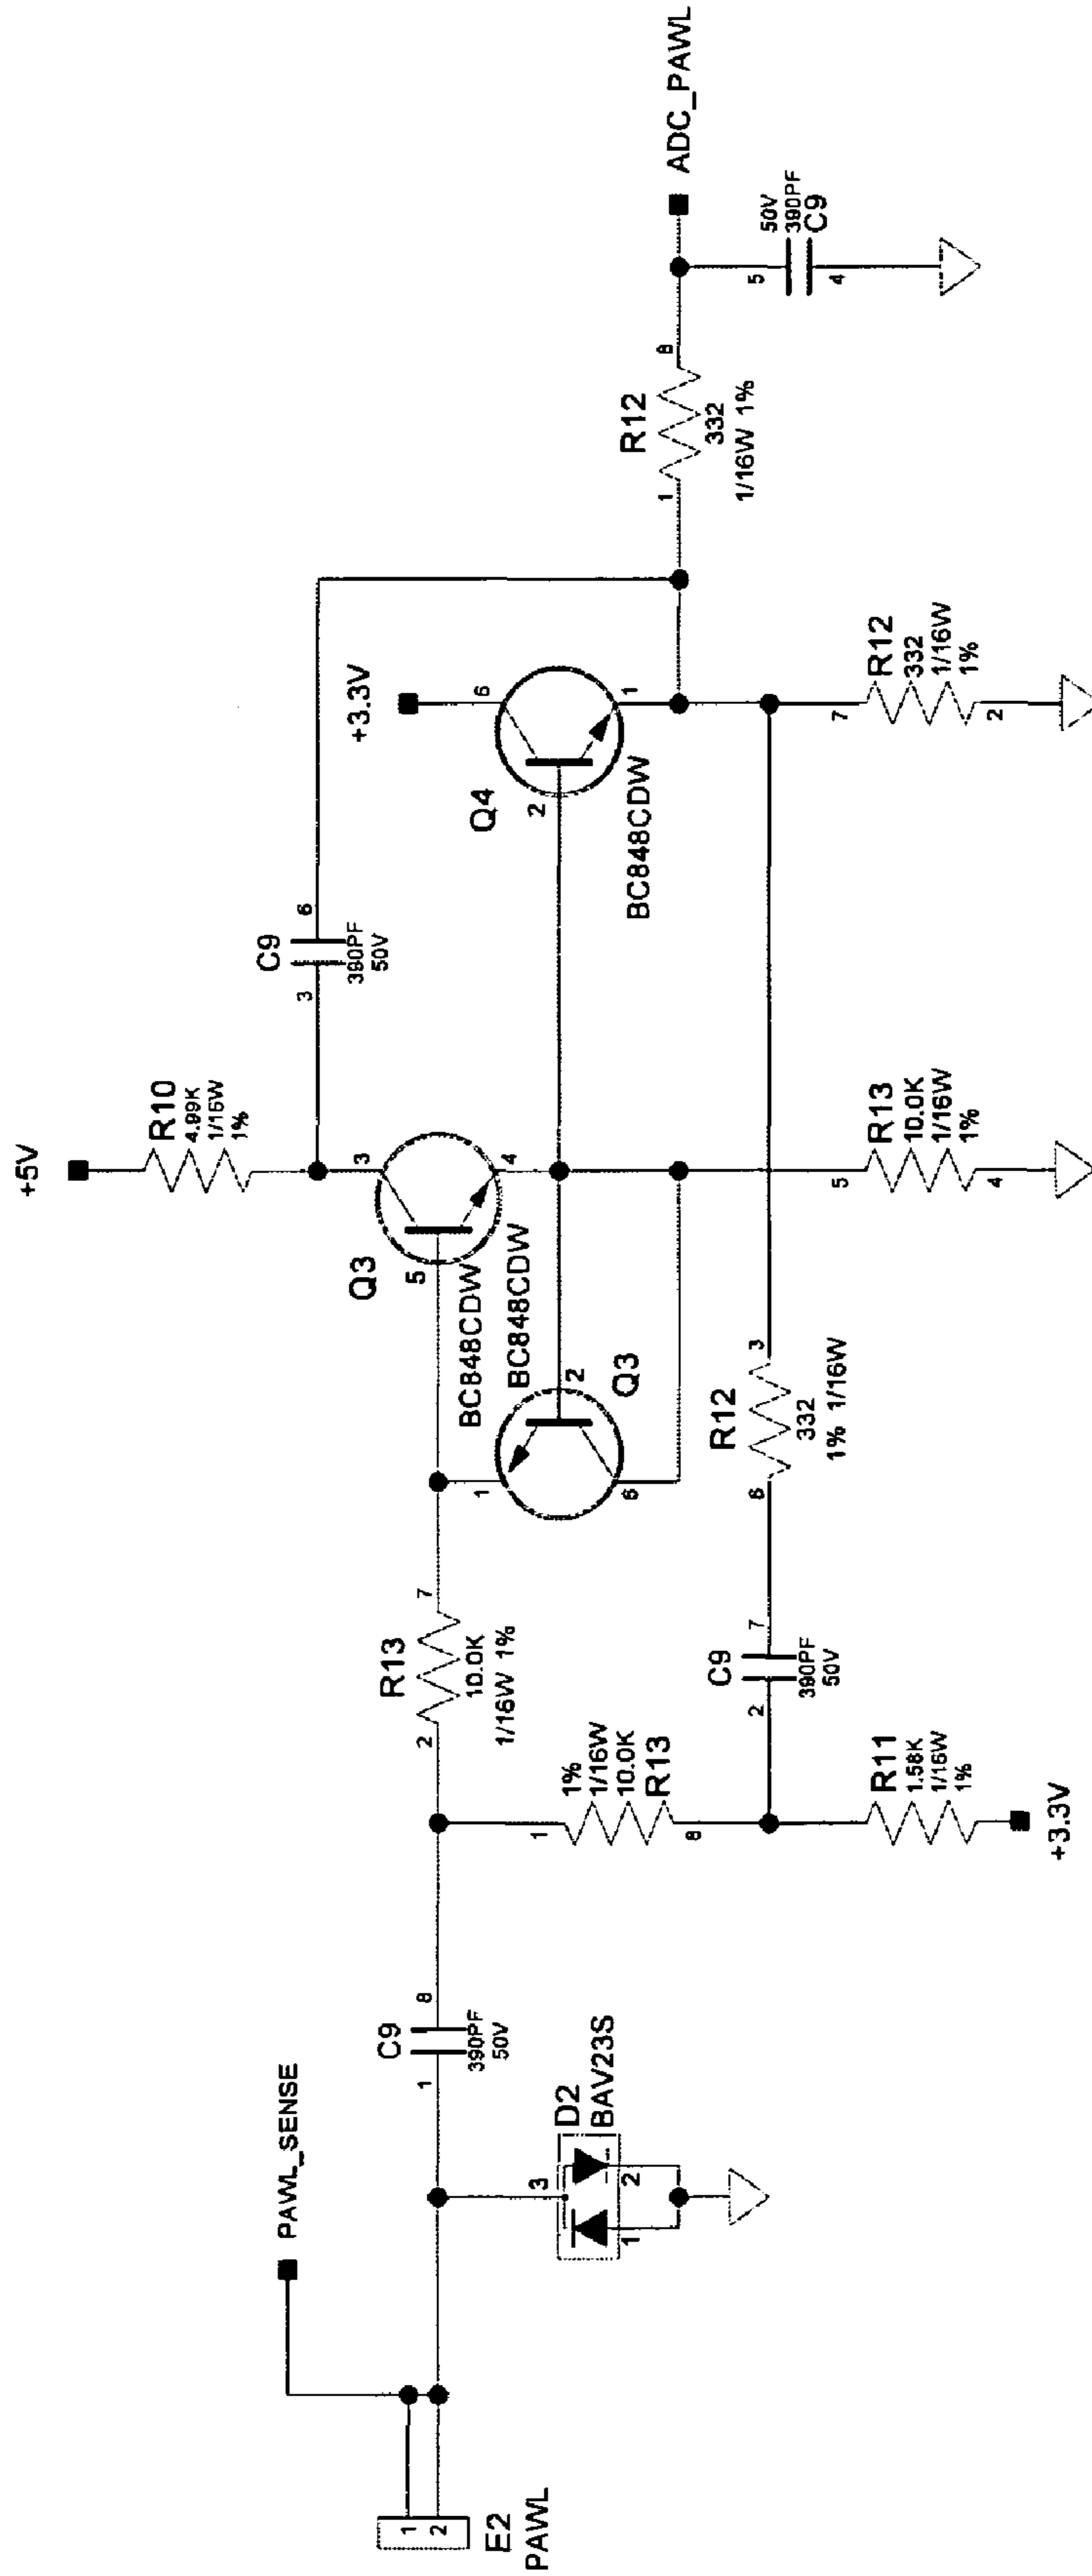 +5V
R10
4.99K
1/16W
1%
3
C9
6
390PF
50V
+3.3V
PAWL_SENSE
1
2
E2
PAWL
1
C9
8
390PF
50V
3
D2
BAV23S
1
2
2
R13
7
10.0K
1/16W 1%
1
1%
1/16W
10.0K
R13
8
Q3
5
3
4
BC848CDW
BC848CDW
1
2
6
Q3
Q4
2
6
1
BC848CDW
2
C9
7
390PF
50V
6
R12
3
332
1% 1/16W
R11
1.58K
1/16W
1%
+3.3V
5
R13
10.0K
1/16W
1%
4
7
R12
332
1/16W
1%
2
1
R12
8
332
1/16W 1%
ADC_PAWL
50V
390PF
C9
5
4